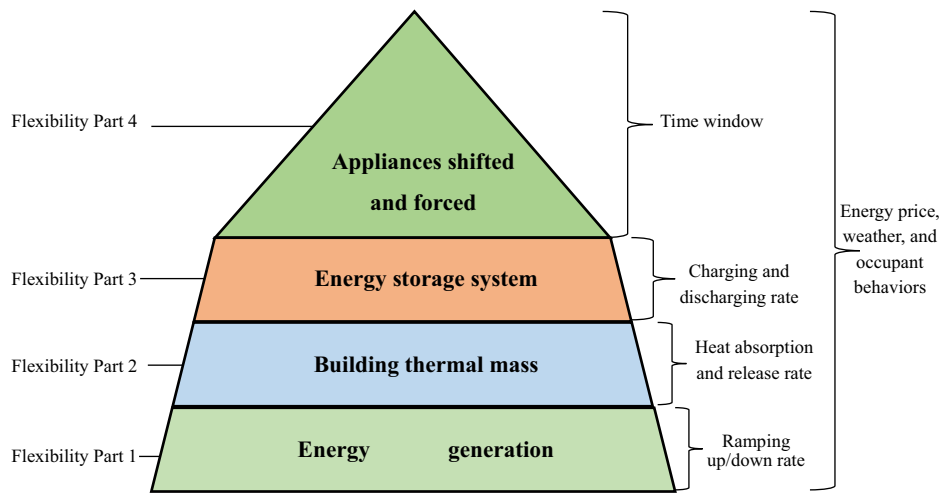 Flexibility Part 4
Appliances shifted
and forced
Time window
Energy price,
weather, and
occupant
behaviors
Flexibility Part 3
Energy storage system
Charging and
discharging rate
Flexibility Part 2
Building thermal mass
Heat absorption
and release rate
Flexibility Part 1
Energy generation
Ramping
up/down rate